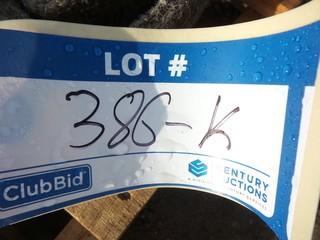 LOT #
386-K
ClubBid
CENTURY
AUCTIONS